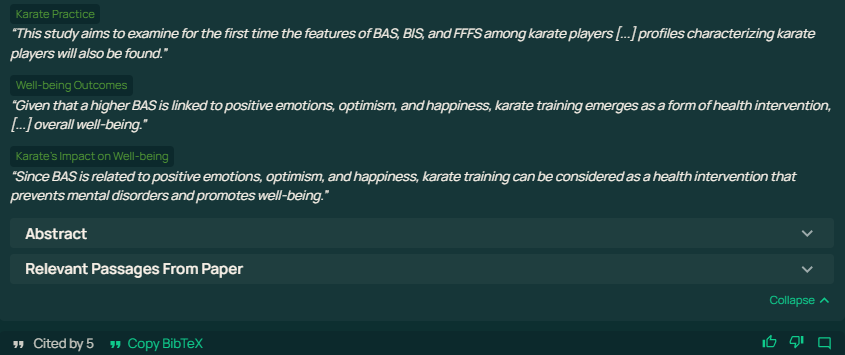 Karate Practice
"This study aims to examine for the first time the features of BAS, BIS, and FFFS among karate players [...] profiles characterizing karate
players will also be found."
Well-being Outcomes
"Given that a higher BAS is linked to positive emotions, optimism, and happiness, karate training emerges as a form of health intervention,
[...] overall well-being."
Karate's Impact on Well-being
"Since BAS is related to positive emotions, optimism, and happiness, karate training can be considered as a health intervention that
prevents mental disorders and promotes well-being."
Abstract
Relevant Passages From Paper
Collapse
Cited by 5 Copy BibTeX